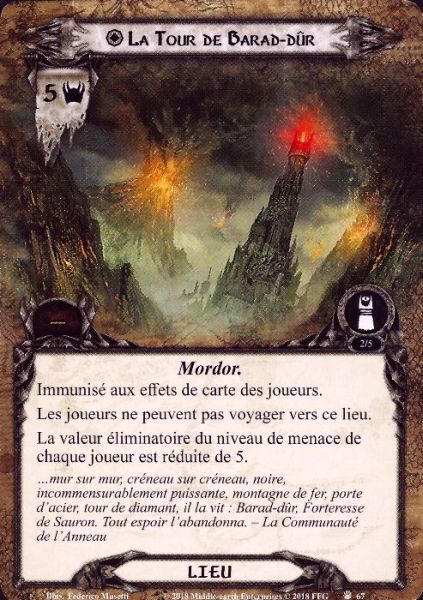 La Tour de Barad-dûr
5
2/5
Mordor.
Immunisé aux effets de carte des joueurs.
Les joueurs ne peuvent pas voyager vers ce lieu.
La valeur éliminatoire du niveau de menace de
chaque joueur est réduite de 5.
…mur sur mur, créneau sur créneau, noire,
incommensurablement puissante, montagne de fer, porte
d'acier, tour de diamant, il la vit : Barad-dûr, Forteresse
de Sauron. Tout espoir l'abandonna. – La Communauté
de l'Anneau
LIEU
Illus. Federico Musetti
© 2018 Middle-earth Enterprises © 2018 FFG
67